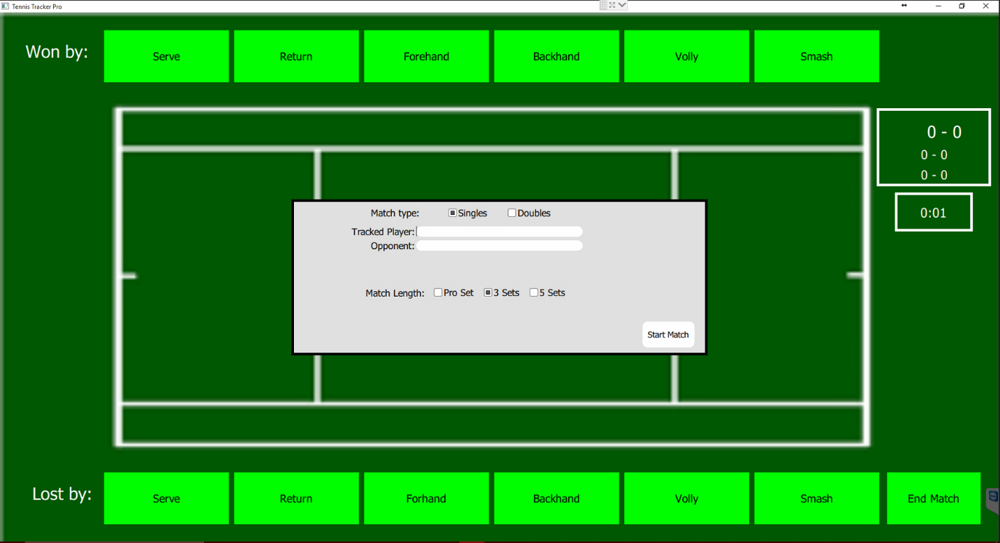 Tennis Tracker Pro
Won by:
Serve
Return
Forehand
Backhand
Volly
Smash
0 - 0
0 - 0
0 - 0
0:01
Match type: Singles Doubles
Tracked Player:
Opponent:
Match Length: Pro Set 3 Sets 5 Sets
Start Match
Lost by:
Serve
Return
Forhand
Backhand
Volly
Smash
End Match